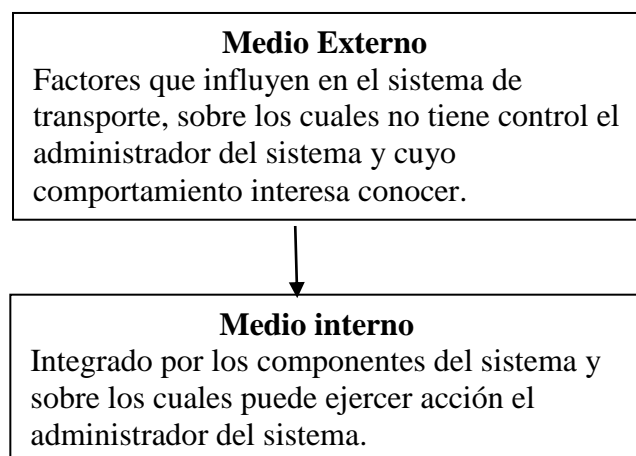 Medio Externo
Factores que influyen en el sistema de
transporte, sobre los cuales no tiene control el
administrador del sistema y cuyo
comportamiento interesa conocer.
Medio interno
Integrado por los componentes del sistema y
sobre los cuales puede ejercer acción el
administrador del sistema.